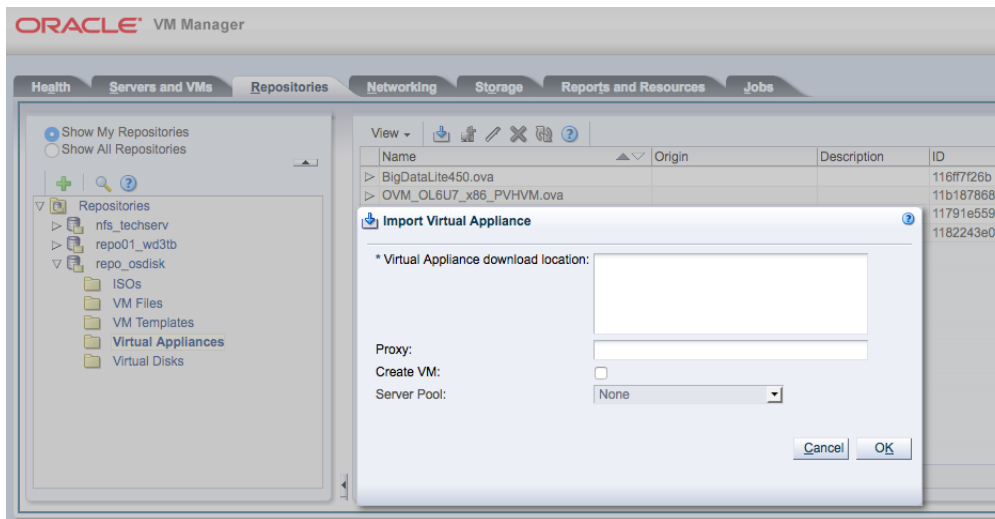 ORACLE VM Manager
Health Servers and VMs Repositories Networking Storage Reports and Resources Jobs
Show My Repositories
Show All Repositories
Repositories
nfs_techserv
repo01_wd3tb
repo_osdisk
ISOs
VM Files
VM Templates
Virtual Appliances
Virtual Disks
View
Name Origin Description ID
BigDataLite450.ova 116ff7f26b
OVM_OL6U7_x86_PVHVM.ova 11b187868
11791e559
1182243e0
Import Virtual Appliance
* Virtual Appliance download location:
Proxy:
Create VM:
Server Pool: None
Cancel OK